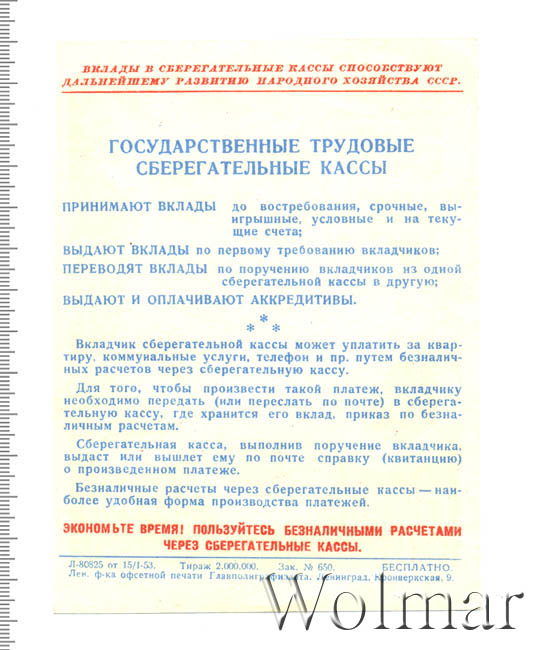 ВКЛАДЫ В СБЕРЕГАТЕЛЬНЫЕ КАССЫ СПОСОБСТВУЮТ
ДАЛЬНЕЙШЕМУ РАЗВИТИЮ НАРОДНОГО ХОЗЯЙСТВА СССР.
ГОСУДАРСТВЕННЫЕ ТРУДОВЫЕ
СБЕРЕГАТЕЛЬНЫЕ КАССЫ
ПРИНИМАЮТ ВКЛАДЫ до востребования, срочные, вы-
игрышные, условные и на теку-
щие счета;
ВЫДАЮТ ВКЛАДЫ по первому требованию вкладчиков;
ПЕРЕВОДЯТ ВКЛАДЫ по поручению вкладчиков из одной
сберегательной кассы в другую;
ВЫДАЮТ И ОПЛАЧИВАЮТ АККРЕДИТИВЫ.
*
* *
Вкладчик сберегательной кассы может уплатить за квар-
тиру, коммунальные услуги, телефон и пр. путем безналич-
ных расчетов через сберегательную кассу.
Для того, чтобы произвести такой платеж, вкладчику
необходимо передать (или переслать по почте) в сберега-
тельную кассу, где хранится его вклад, приказ по безна-
личным расчетам.
Сберегательная касса, выполнив поручение вкладчика,
выдаст или вышлет ему по почте справку (квитанцию)
о произведенном платеже.
Безналичные расчеты через сберегательные кассы — наи-
более удобная форма производства платежей.
ЭКОНОМЬТЕ ВРЕМЯ! ПОЛЬЗУЙТЕСЬ БЕЗНАЛИЧНЫМИ РАСЧЕТАМИ
ЧЕРЕЗ СБЕРЕГАТЕЛЬНЫЕ КАССЫ.
Л-80825 от 15/I-53. Тираж 2.000.000. Зак. № 650. БЕСПЛАТНО.
Лен. ф-ка офсетной печати Главполиграфиздата. Ленинград, Кронверкская, 9.
Wolmar